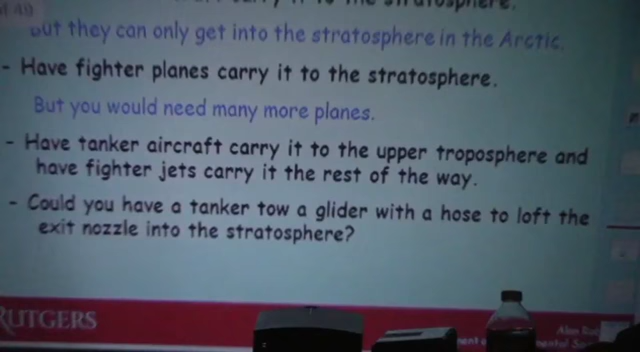 the stratosphere.
but they can only get into the stratosphere in the Arctic.
- Have fighter planes carry it to the stratosphere.
But you would need many more planes.
- Have tanker aircraft carry it to the upper troposphere and
have fighter jets carry it the rest of the way.
- Could you have a tanker tow a glider with a hose to loft the
exit nozzle into the stratosphere?
RUTGERS
Alan